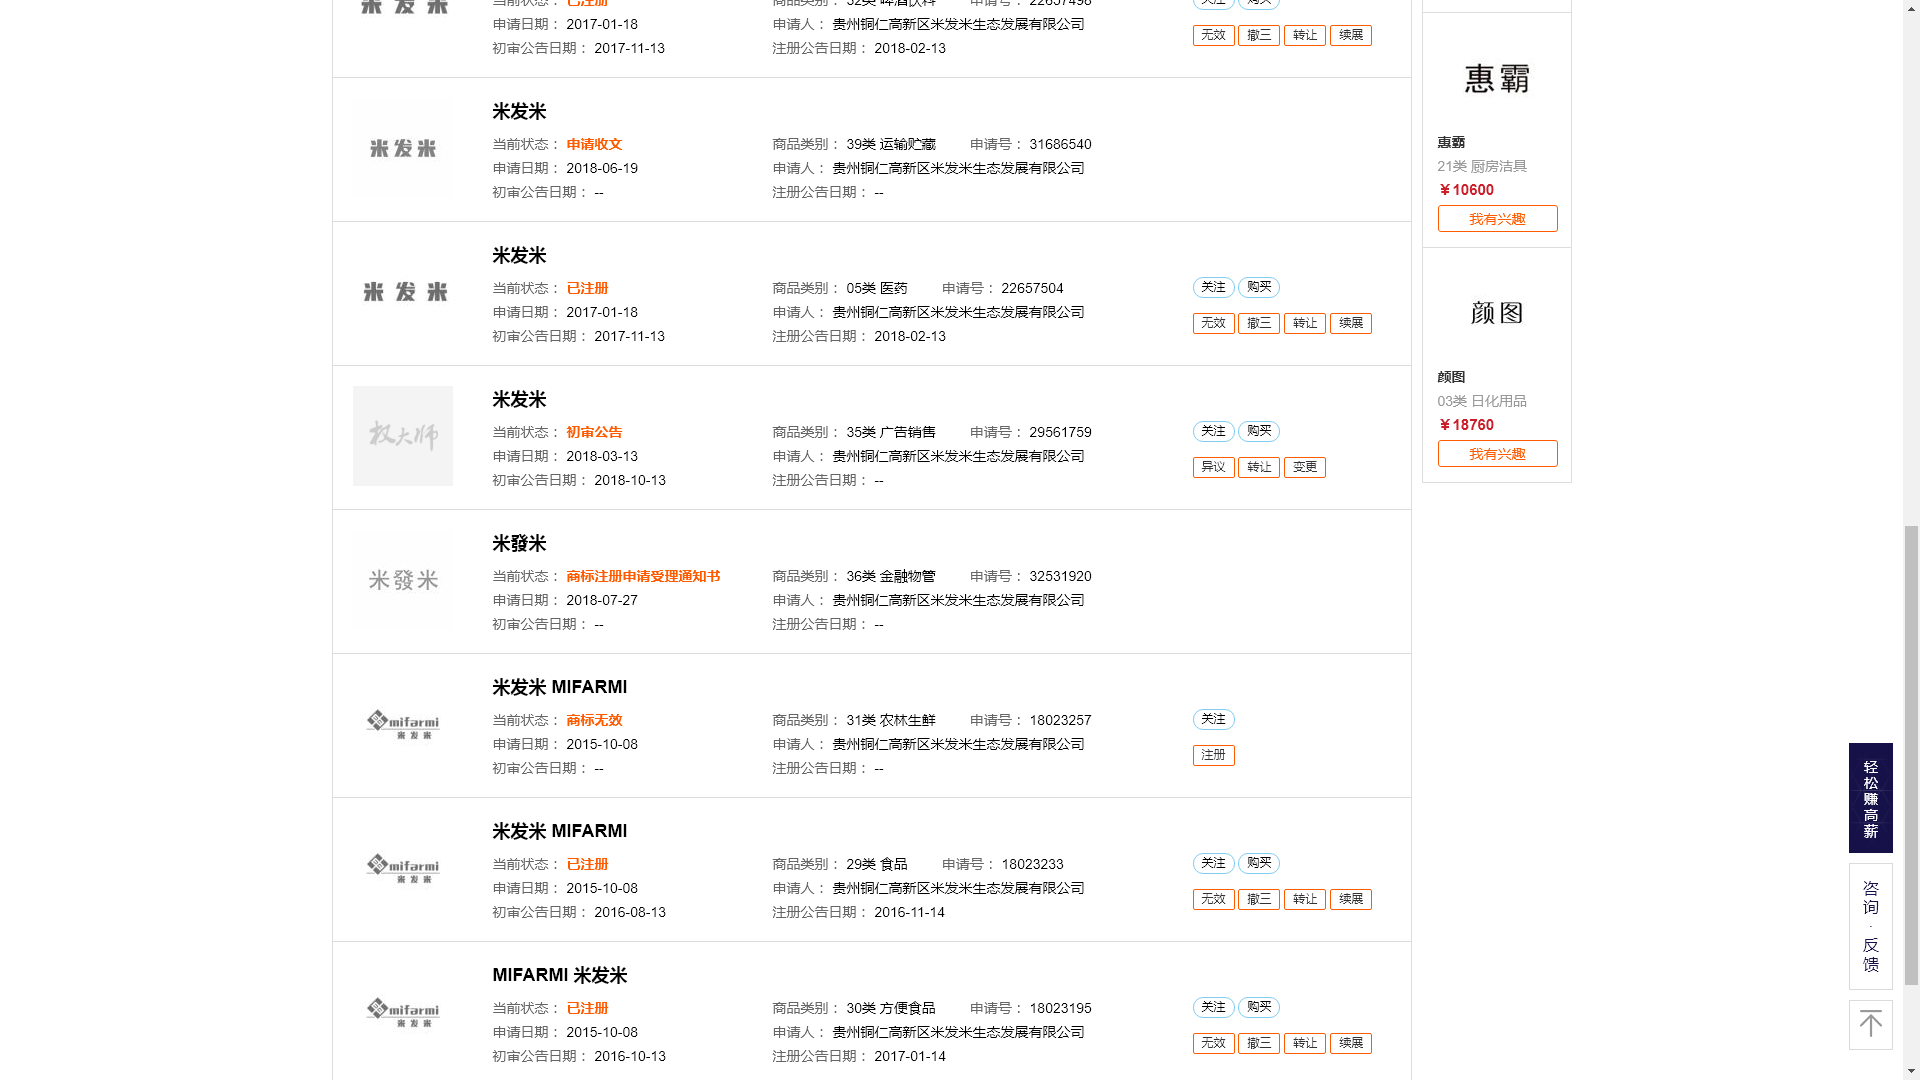 米发米
当前状态： 已注册 商品类别： 32类 啤酒饮料 申请号： 22657498 关注 购买
申请日期： 2017-01-18 申请人： 贵州铜仁高新区米发米生态发展有限公司 无效 撤三 转让 续展
初审公告日期： 2017-11-13 注册公告日期： 2018-02-13
米发米
米发米
当前状态： 申请收文 商品类别： 39类 运输贮藏 申请号： 31686540
申请日期： 2018-06-19 申请人： 贵州铜仁高新区米发米生态发展有限公司
初审公告日期： -- 注册公告日期： --
米发米
米发米
当前状态： 已注册 商品类别： 05类 医药 申请号： 22657504 关注 购买
申请日期： 2017-01-18 申请人： 贵州铜仁高新区米发米生态发展有限公司 无效 撤三 转让 续展
初审公告日期： 2017-11-13 注册公告日期： 2018-02-13
权大师
米发米
当前状态： 初审公告 商品类别： 35类 广告销售 申请号： 29561759 关注 购买
申请日期： 2018-03-13 申请人： 贵州铜仁高新区米发米生态发展有限公司 异议 转让 变更
初审公告日期： 2018-10-13 注册公告日期： --
米發米
米發米
当前状态： 商标注册申请受理通知书 商品类别： 36类 金融物管 申请号： 32531920
申请日期： 2018-07-27 申请人： 贵州铜仁高新区米发米生态发展有限公司
初审公告日期： -- 注册公告日期： --
mifarmi
米发米
米发米 MIFARMI
当前状态： 商标无效 商品类别： 31类 农林生鲜 申请号： 18023257 关注
申请日期： 2015-10-08 申请人： 贵州铜仁高新区米发米生态发展有限公司 注册
初审公告日期： -- 注册公告日期： --
mifarmi
米发米
米发米 MIFARMI
当前状态： 已注册 商品类别： 29类 食品 申请号： 18023233 关注 购买
申请日期： 2015-10-08 申请人： 贵州铜仁高新区米发米生态发展有限公司 无效 撤三 转让 续展
初审公告日期： 2016-08-13 注册公告日期： 2016-11-14
mifarmi
米发米
MIFARMI 米发米
当前状态： 已注册 商品类别： 30类 方便食品 申请号： 18023195 关注 购买
申请日期： 2015-10-08 申请人： 贵州铜仁高新区米发米生态发展有限公司 无效 撤三 转让 续展
初审公告日期： 2016-10-13 注册公告日期： 2017-01-14
惠霸
惠霸
21类 厨房洁具
￥10600
我有兴趣
颜图
颜图
03类 日化用品
￥18760
我有兴趣
轻松赚高薪
咨询·反馈